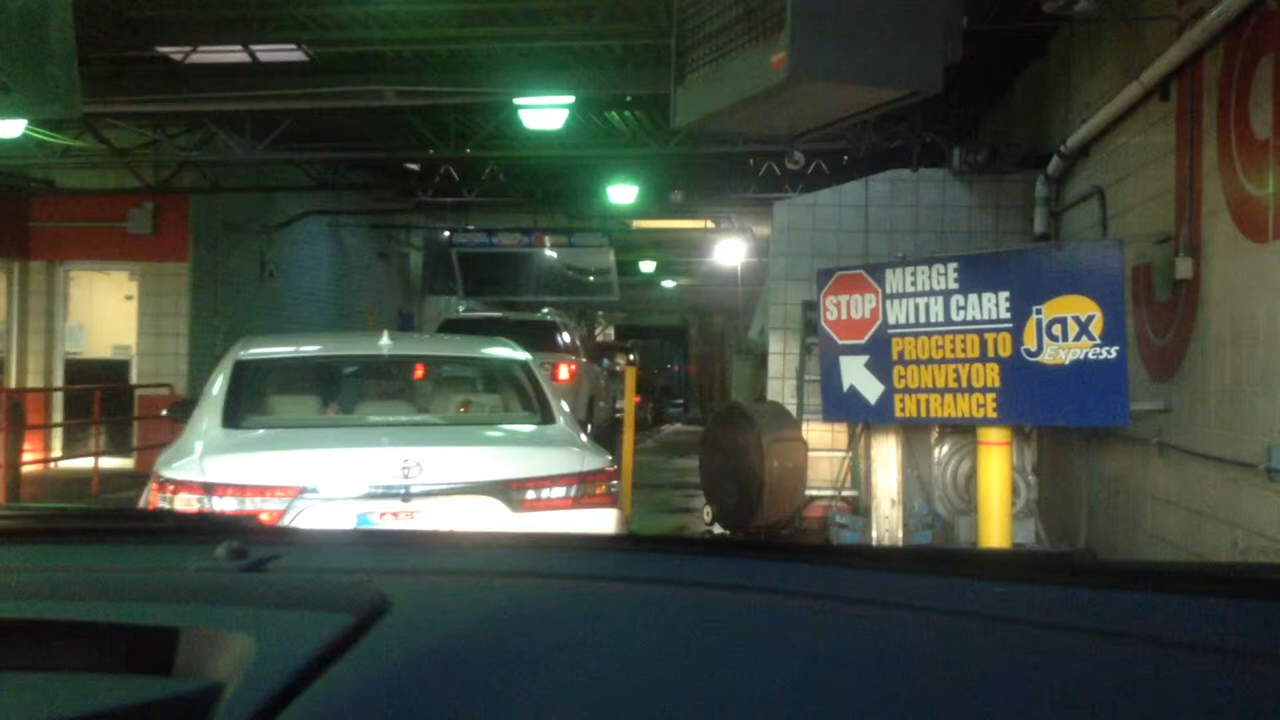 STOP
MERGE
WITH CARE
PROCEED TO
CONVEYOR
ENTRANCE
jax
Express